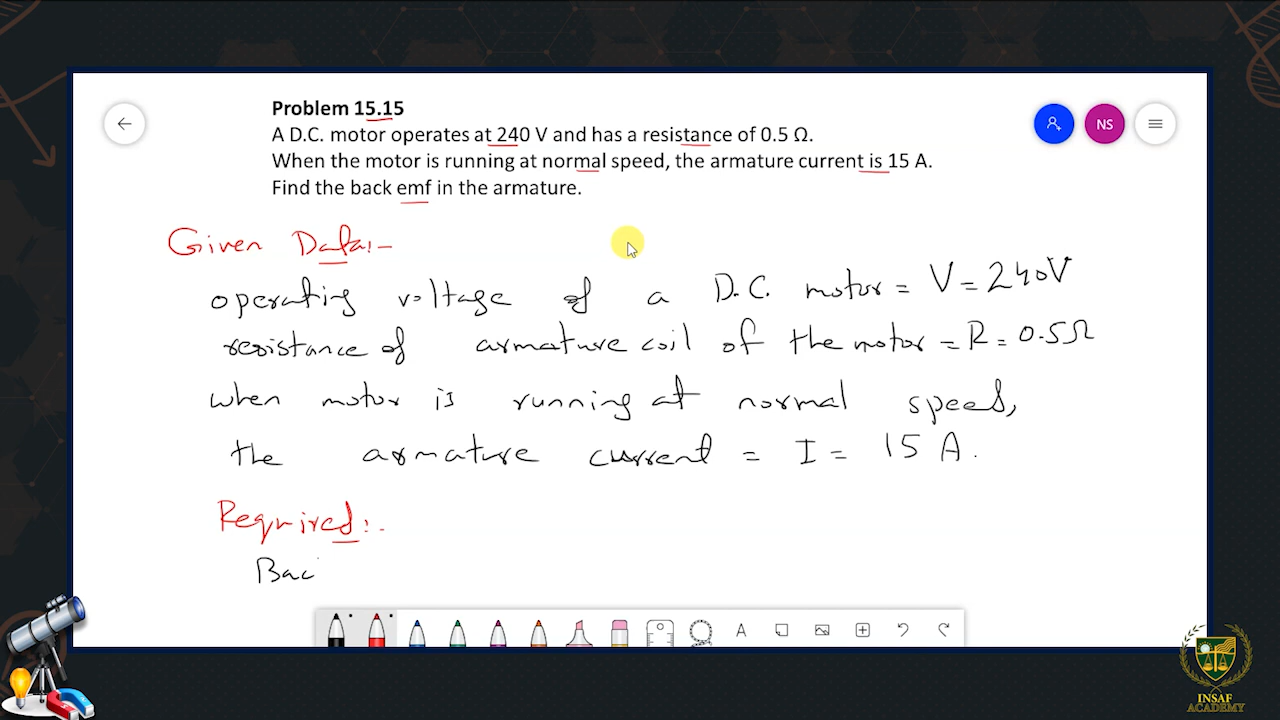 Problem 15.15
A D.C. motor operates at 240 V and has a resistance of 0.5 Ω.
When the motor is running at normal speed, the armature current is 15 A.
Find the back emf in the armature.
NS
Given Data:-
operating voltage of a D.C. motor = V = 240V
resistance of armature coil of the motor = R = 0.5Ω
when motor is running at normal speed,
the armature current = I = 15 A.
Required:-
Bac
A
INSAF
ACADEMY